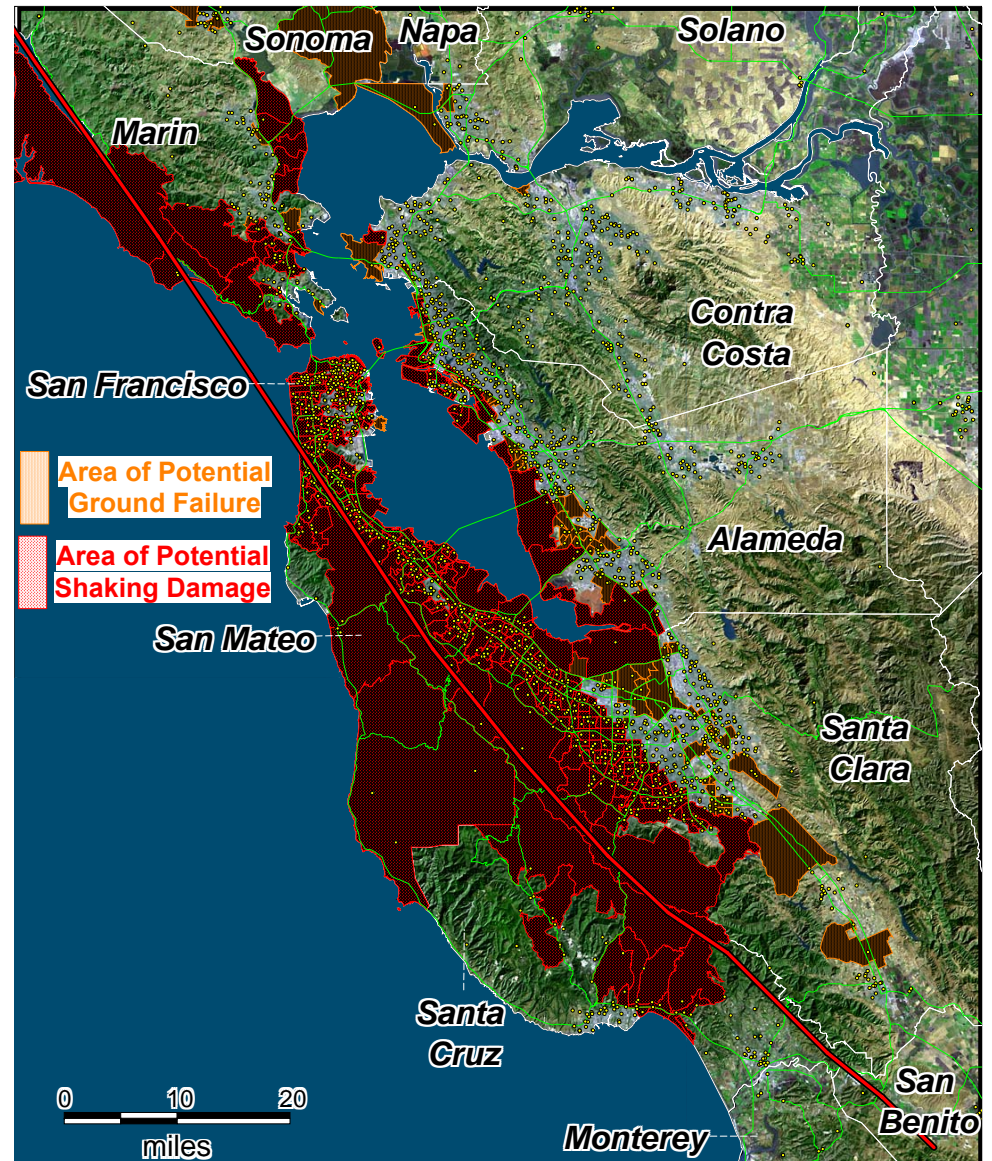 Sonoma
Napa
Solano
Marin
Contra
Costa
San Francisco
Area of Potential
Ground Failure
Area of Potential
Shaking Damage
Alameda
San Mateo
Santa
Clara
Santa
Cruz
San
Benito
Monterey
0 10 20
miles